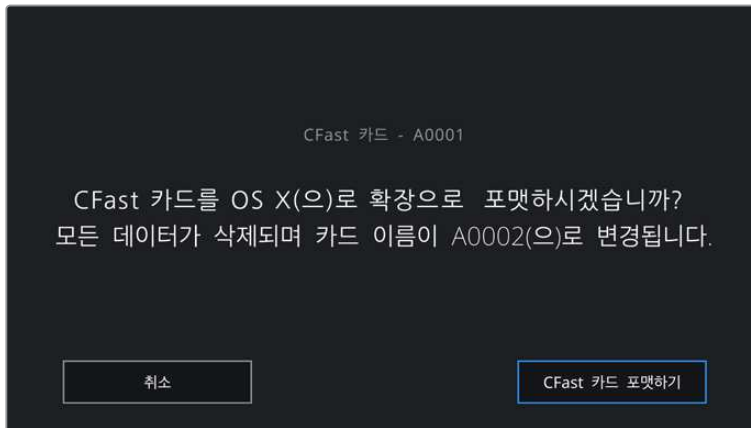 CFast 카드 - A0001
CFast 카드를 OS X(으)로 확장으로 포맷하시겠습니까?
모든 데이터가 삭제되며 카드 이름이 A0002(으)로 변경됩니다.
취소
CFast 카드 포맷하기